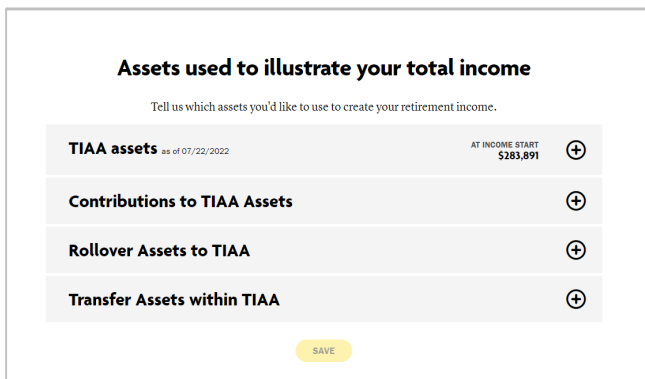 Assets used to illustrate your total income
Tell us which assets you'd like to use to create your retirement income.
TIAA assets as of 07/22/2022
AT INCOME START
$283,891
Contributions to TIAA Assets
Rollover Assets to TIAA
Transfer Assets within TIAA
SAVE